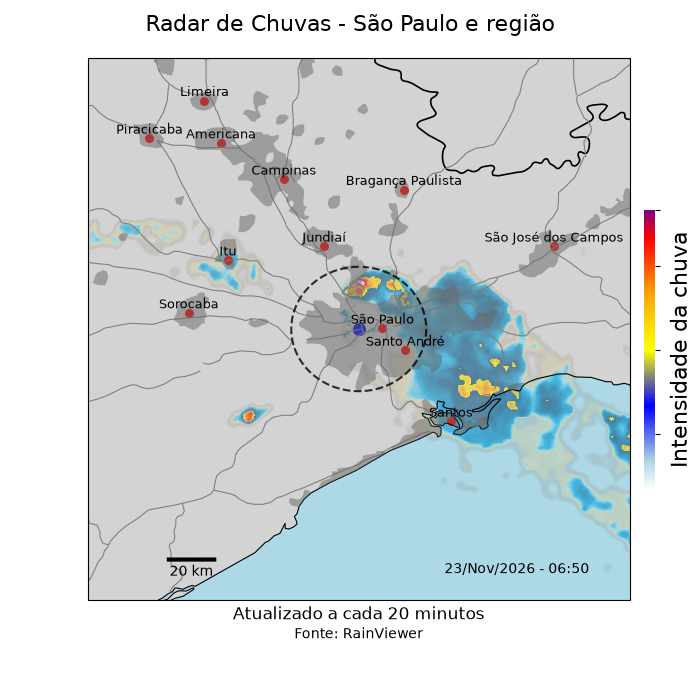 Radar de Chuvas - São Paulo e região
Limeira
Piracicaba
Americana
Campinas
Bragança Paulista
Itu
Jundiaí
São José dos Campos
Sorocaba
São Paulo
Santo André
Santos
20 km
23/Nov/2026 - 06:50
Intensidade da chuva
Atualizado a cada 20 minutos
Fonte: RainViewer